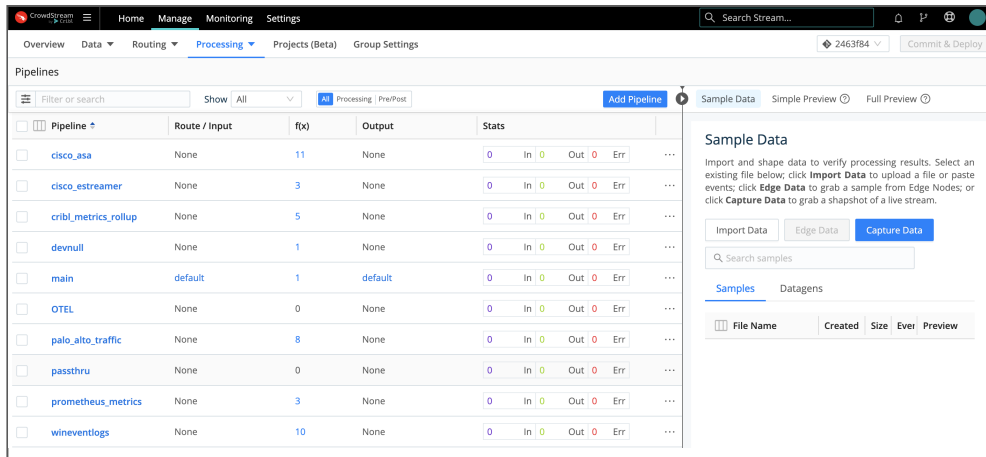 CrowdStream by Cribl Home Manage Monitoring Settings Search Stream...
Overview Data Routing Processing Projects (Beta) Group Settings 2463f84 Commit & Deploy
Pipelines
Filter or search Show All All Processing Pre/Post Add Pipeline Sample Data Simple Preview Full Preview
Pipeline Route / Input f(x) Output Stats
cisco_asa None 11 None 0 In 0 Out 0 Err ...
cisco_estreamer None 3 None 0 In 0 Out 0 Err ...
cribl_metrics_rollup None 5 None 0 In 0 Out 0 Err ...
devnull None 1 None 0 In 0 Out 0 Err ...
main default 1 default 0 In 0 Out 0 Err ...
OTEL None 0 None 0 In 0 Out 0 Err ...
palo_alto_traffic None 8 None 0 In 0 Out 0 Err ...
passthru None 0 None 0 In 0 Out 0 Err ...
prometheus_metrics None 3 None 0 In 0 Out 0 Err ...
wineventlogs None 10 None 0 In 0 Out 0 Err ...
Sample Data
Import and shape data to verify processing results. Select an
existing file below; click Import Data to upload a file or paste
events; click Edge Data to grab a sample from Edge Nodes; or
click Capture Data to grab a shapshot of a live stream.
Import Data Edge Data Capture Data
Search samples
Samples Datagens
File Name Created Size Ever Preview